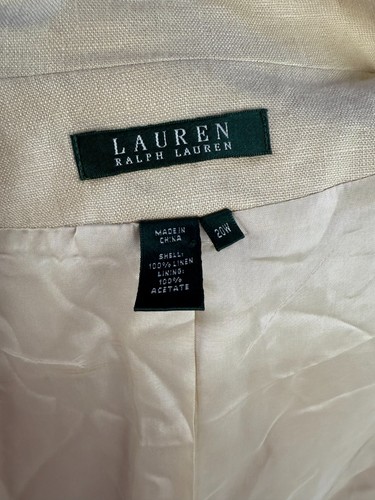 LAUREN
RALPH LAUREN
MADE IN
CHINA
20W
SHELL:
100% LINEN
LINING:
100%
ACETATE